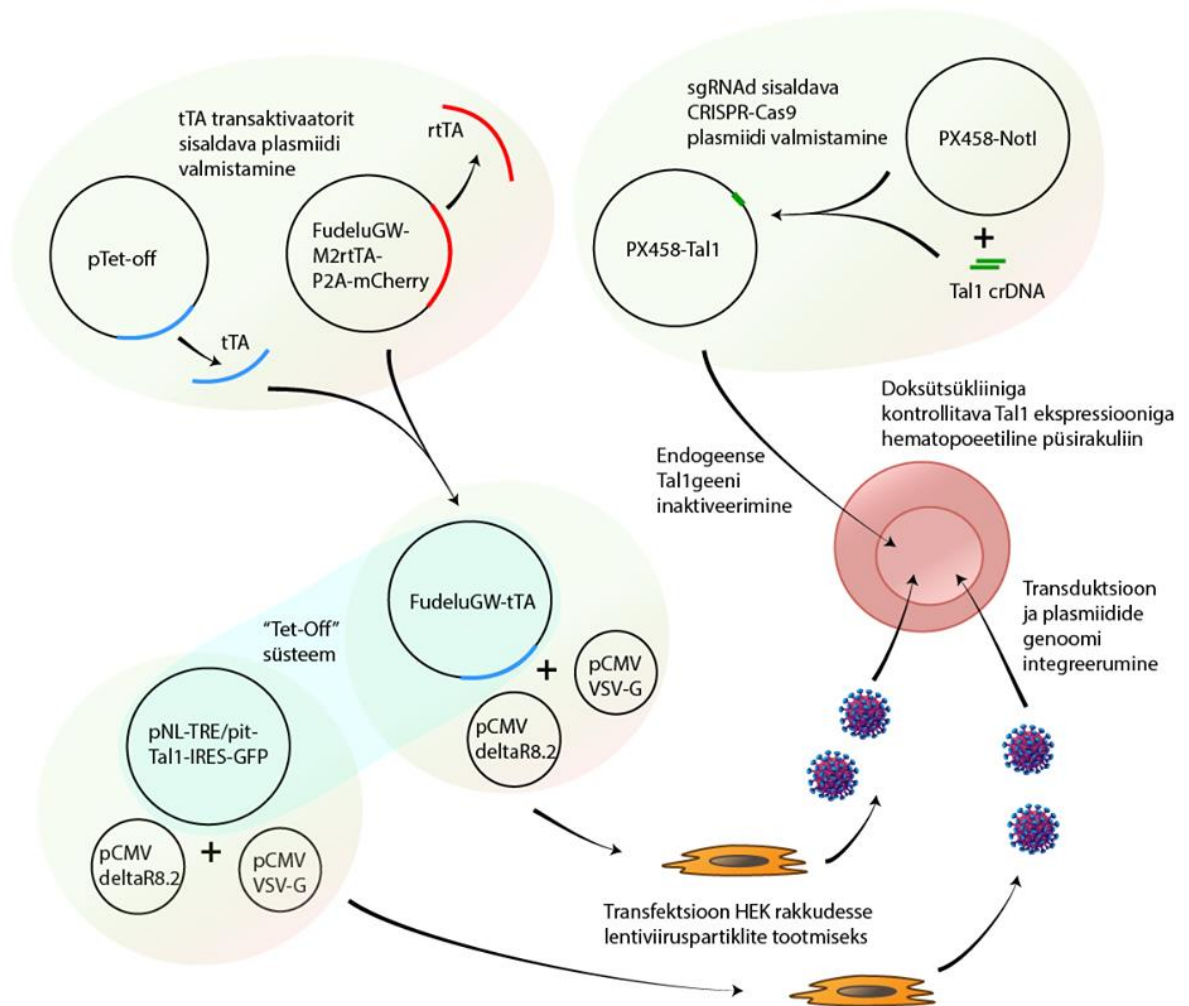 tTA transaktivaatorit
sisaldava plasmiidi
valmistamine
rtTA
pTet-off
FudeluGW-
M2rtTA-
P2A-mCherry
tTA
sgRNAd sisaldava
CRISPR-Cas9
plasmiidi valmistamine
PX458-NotI
PX458-Tal1
+
Tal1 crDNA
Doksütsükliiniga
kontrollitava Tal1 ekspressiooniga
hematopoeetiline püsirakuliin
Endogeense
Tal1geeni
inaktiveerimine
FudeluGW-tTA
"Tet-Off"
süsteem
+
pCMV
VSV-G
pCMV
deltaR8.2
Transduktsioon
ja plasmiidide
genoomi
integreerumine
pNL-TRE/pit-
Tal1-IRES-GFP
pCMV
deltaR8.2
+
pCMV
VSV-G
Transfektsioon HEK rakkudesse
lentiviiruspartiklite tootmiseks